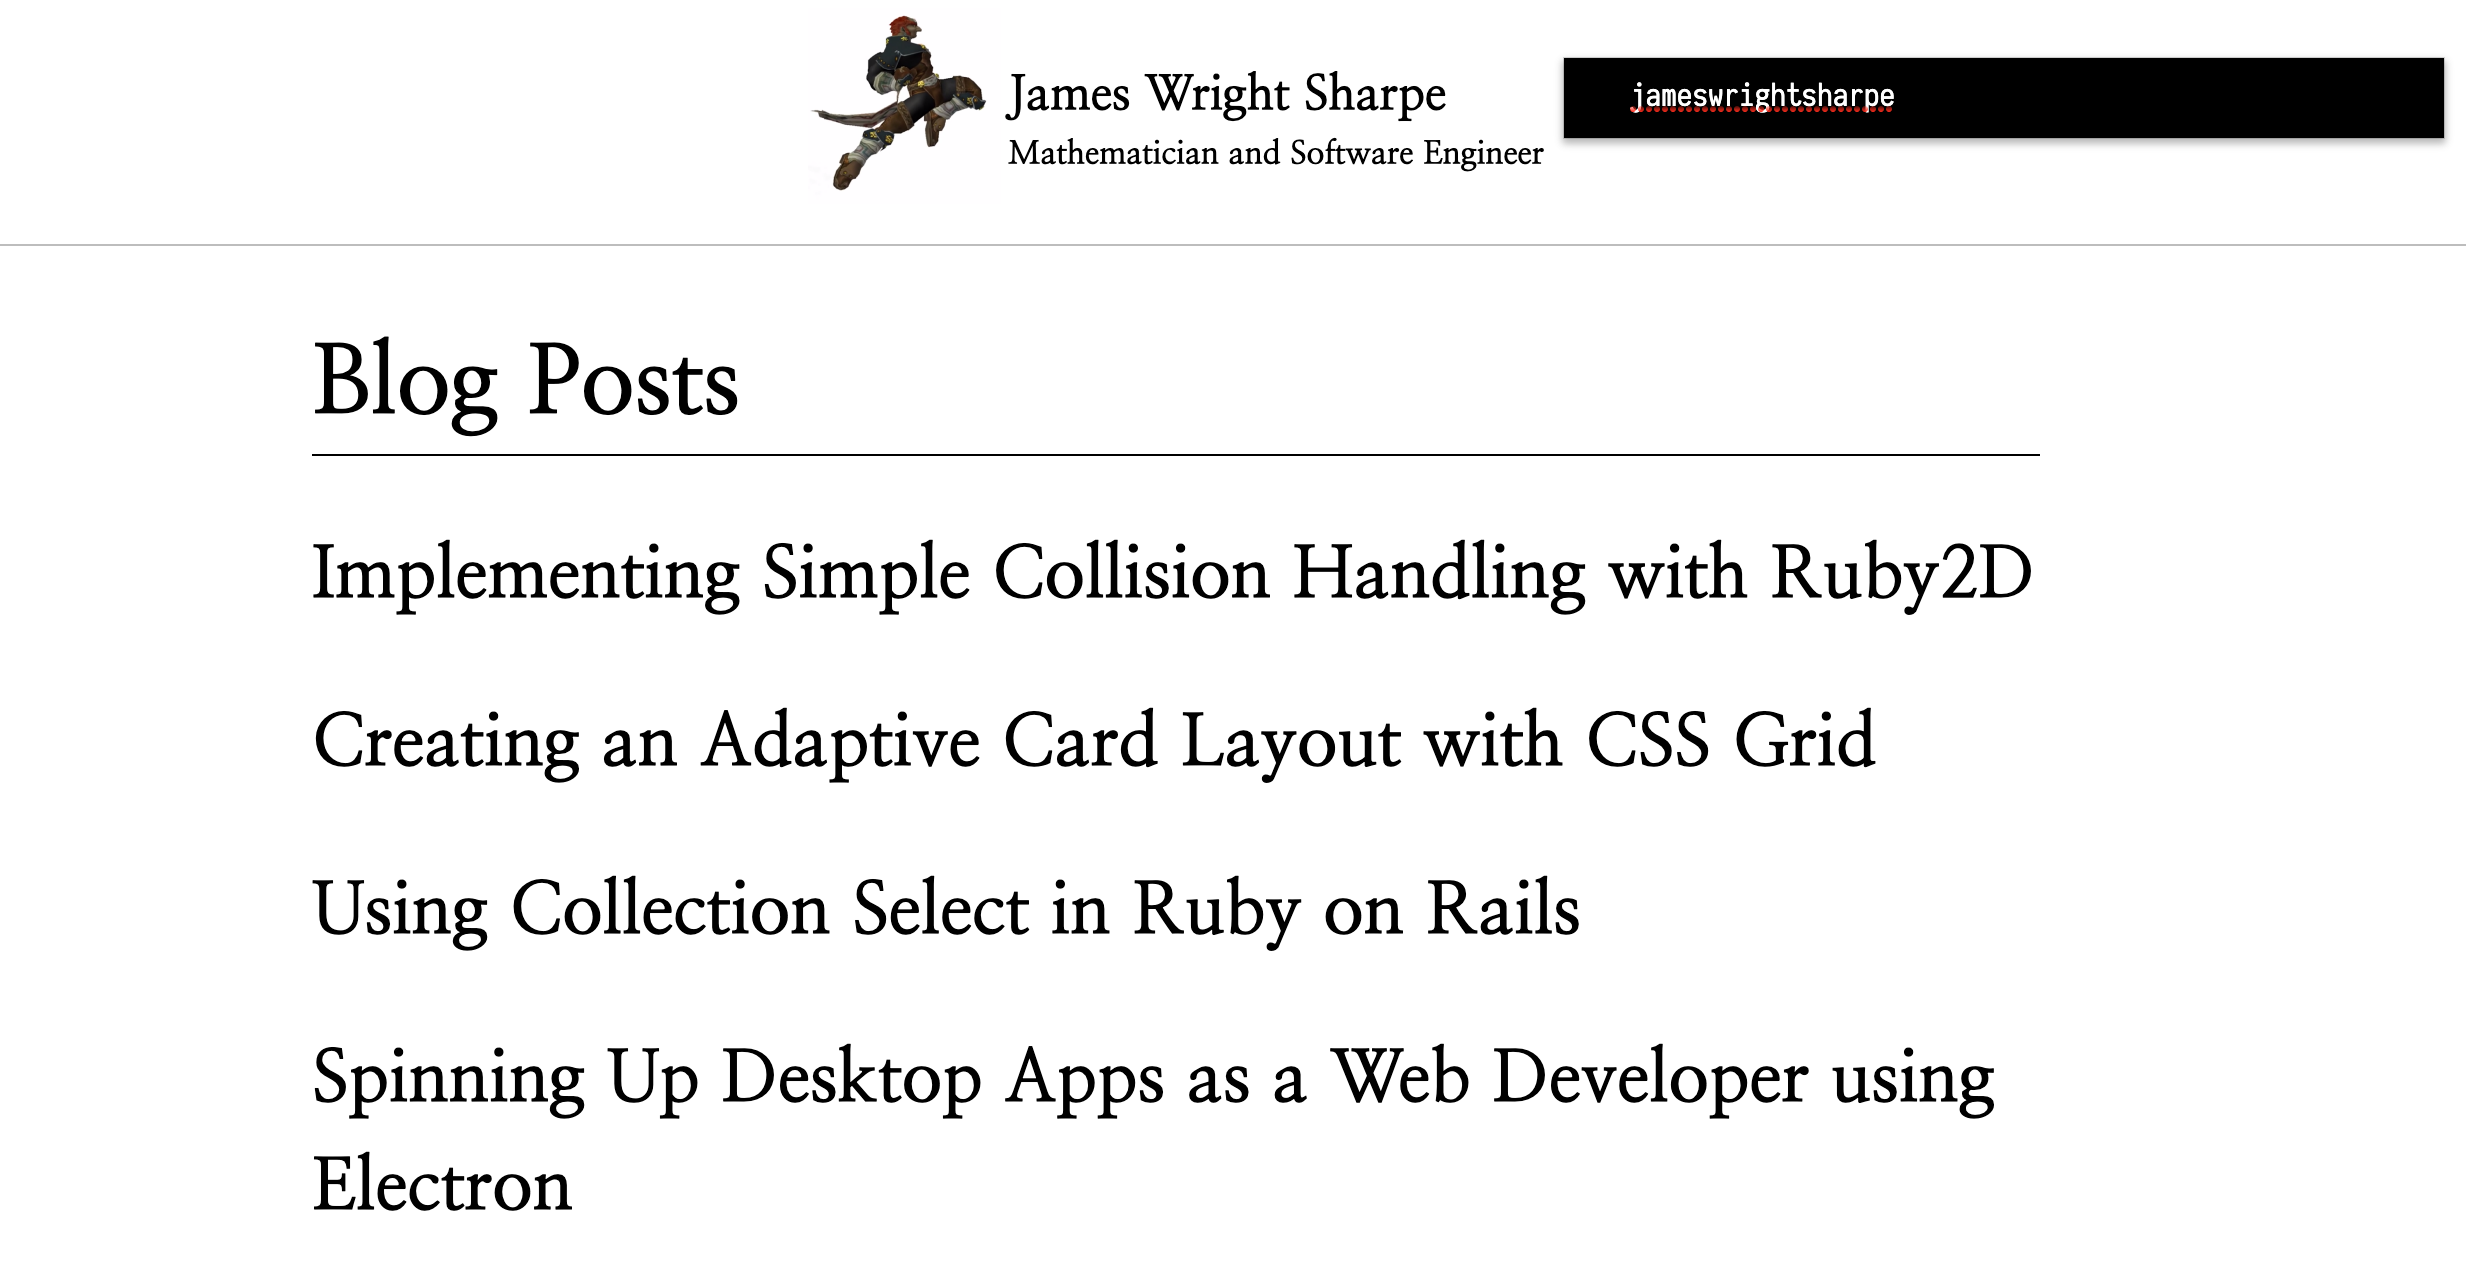 James Wright Sharpe
Mathematician and Software Engineer
jameswrightsharpe
Blog Posts
Implementing Simple Collision Handling with Ruby2D
Creating an Adaptive Card Layout with CSS Grid
Using Collection Select in Ruby on Rails
Spinning Up Desktop Apps as a Web Developer using
Electron